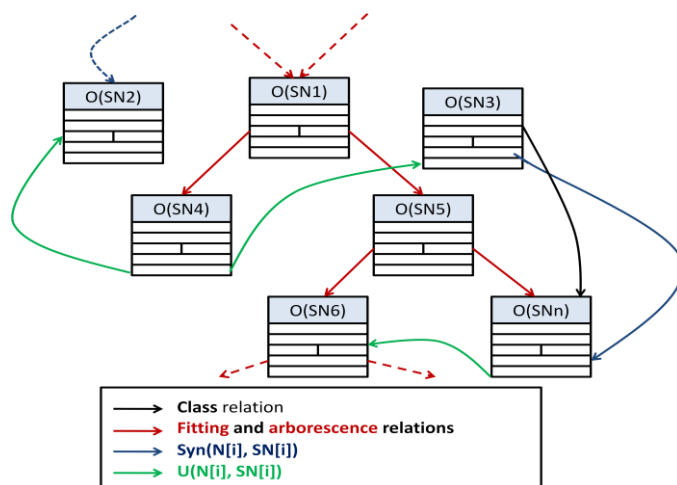 O(SN2)
O(SN1)
O(SN3)
O(SN4)
O(SN5)
O(SN6)
O(SNn)
Class relation
Fitting and arborescence relations
Syn(N[i], SN[i])
U(N[i], SN[i])